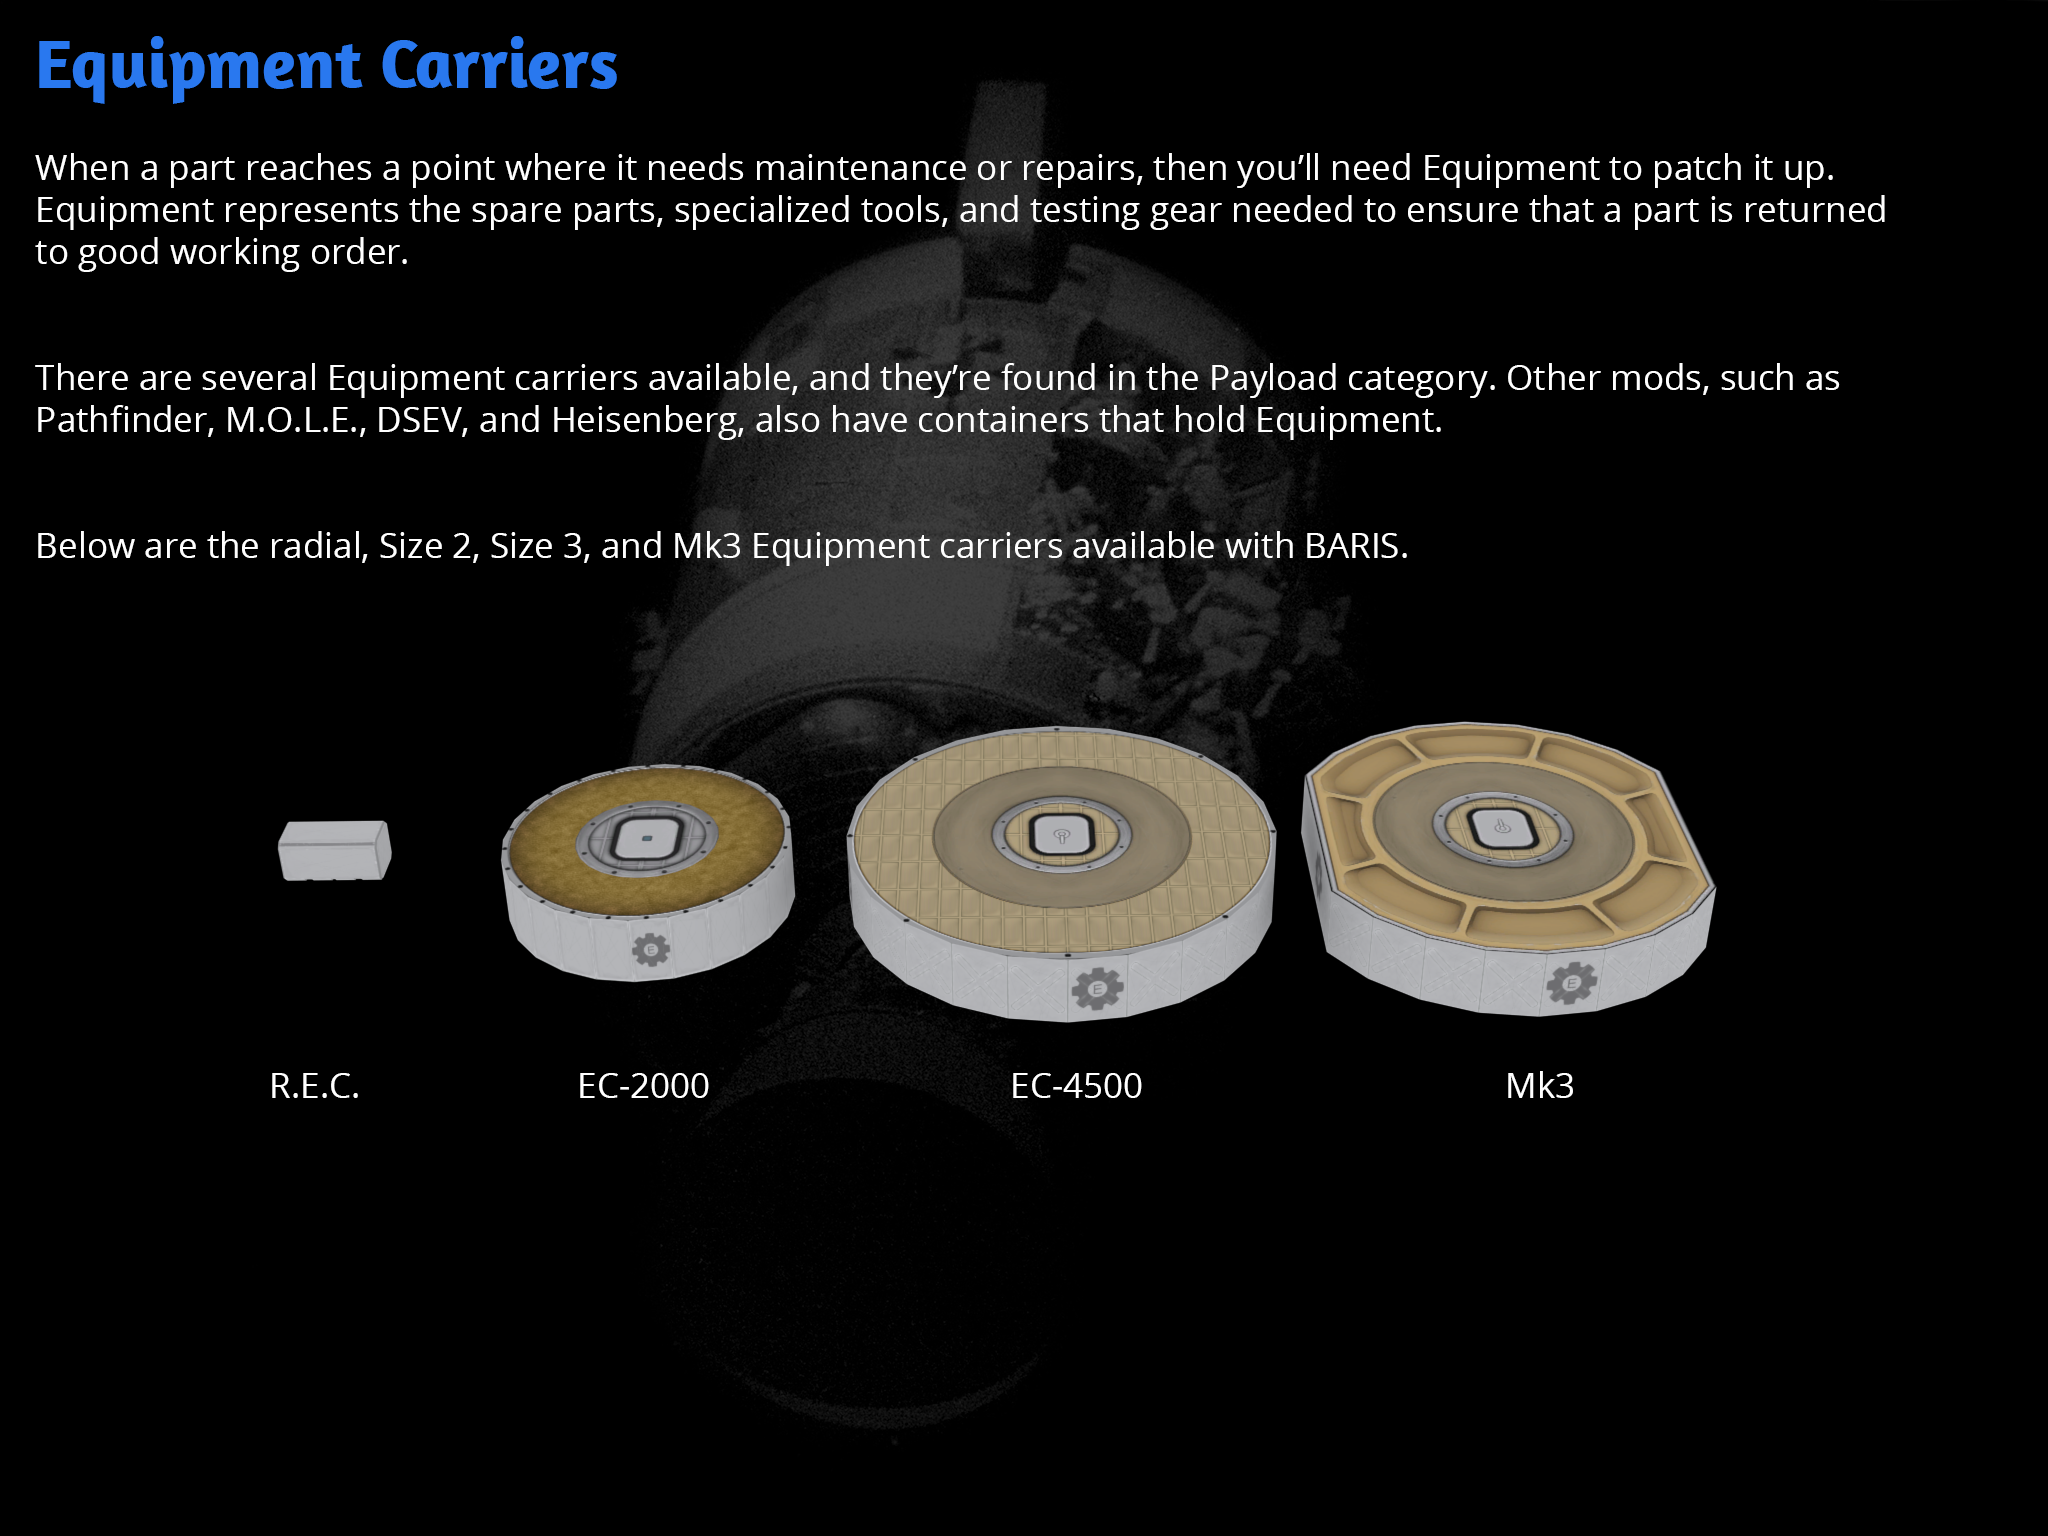 Equipment Carriers
When a part reaches a point where it needs maintenance or repairs, then you’ll need Equipment to patch it up.
Equipment represents the spare parts, specialized tools, and testing gear needed to ensure that a part is returned
to good working order.
There are several Equipment carriers available, and they’re found in the Payload category. Other mods, such as
Pathfinder, M.O.L.E., DSEV, and Heisenberg, also have containers that hold Equipment.
Below are the radial, Size 2, Size 3, and Mk3 Equipment carriers available with BARIS.
E
E
E
R.E.C.
EC-2000
EC-4500
Mk3